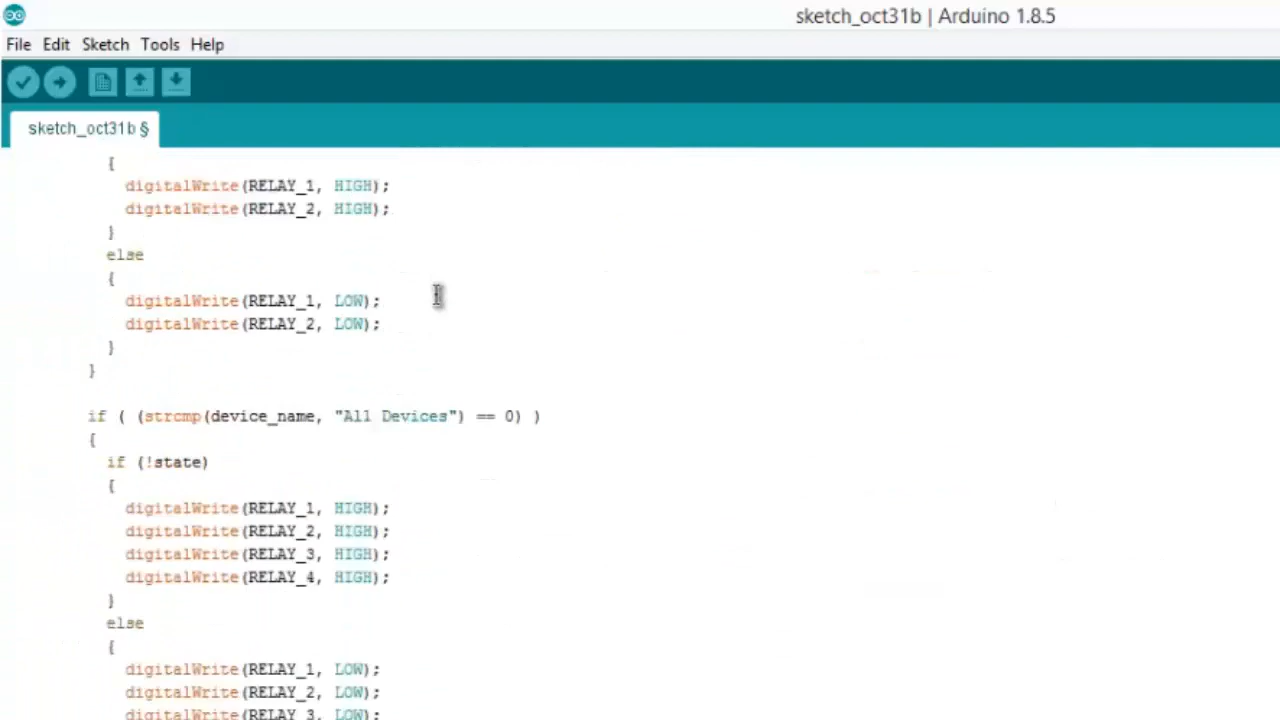 sketch_oct31b | Arduino 1.8.5
File Edit Sketch Tools Help
sketch_oct31b §
{
digitalWrite(RELAY_1, HIGH);
digitalWrite(RELAY_2, HIGH);
}
else
{
digitalWrite(RELAY_1, LOW);
digitalWrite(RELAY_2, LOW);
}
}
if ( (strcmp(device_name, "All Devices") == 0) )
{
if (!state)
{
digitalWrite(RELAY_1, HIGH);
digitalWrite(RELAY_2, HIGH);
digitalWrite(RELAY_3, HIGH);
digitalWrite(RELAY_4, HIGH);
}
else
{
digitalWrite(RELAY_1, LOW);
digitalWrite(RELAY_2, LOW);
digitalWrite(RELAY_3, LOW);